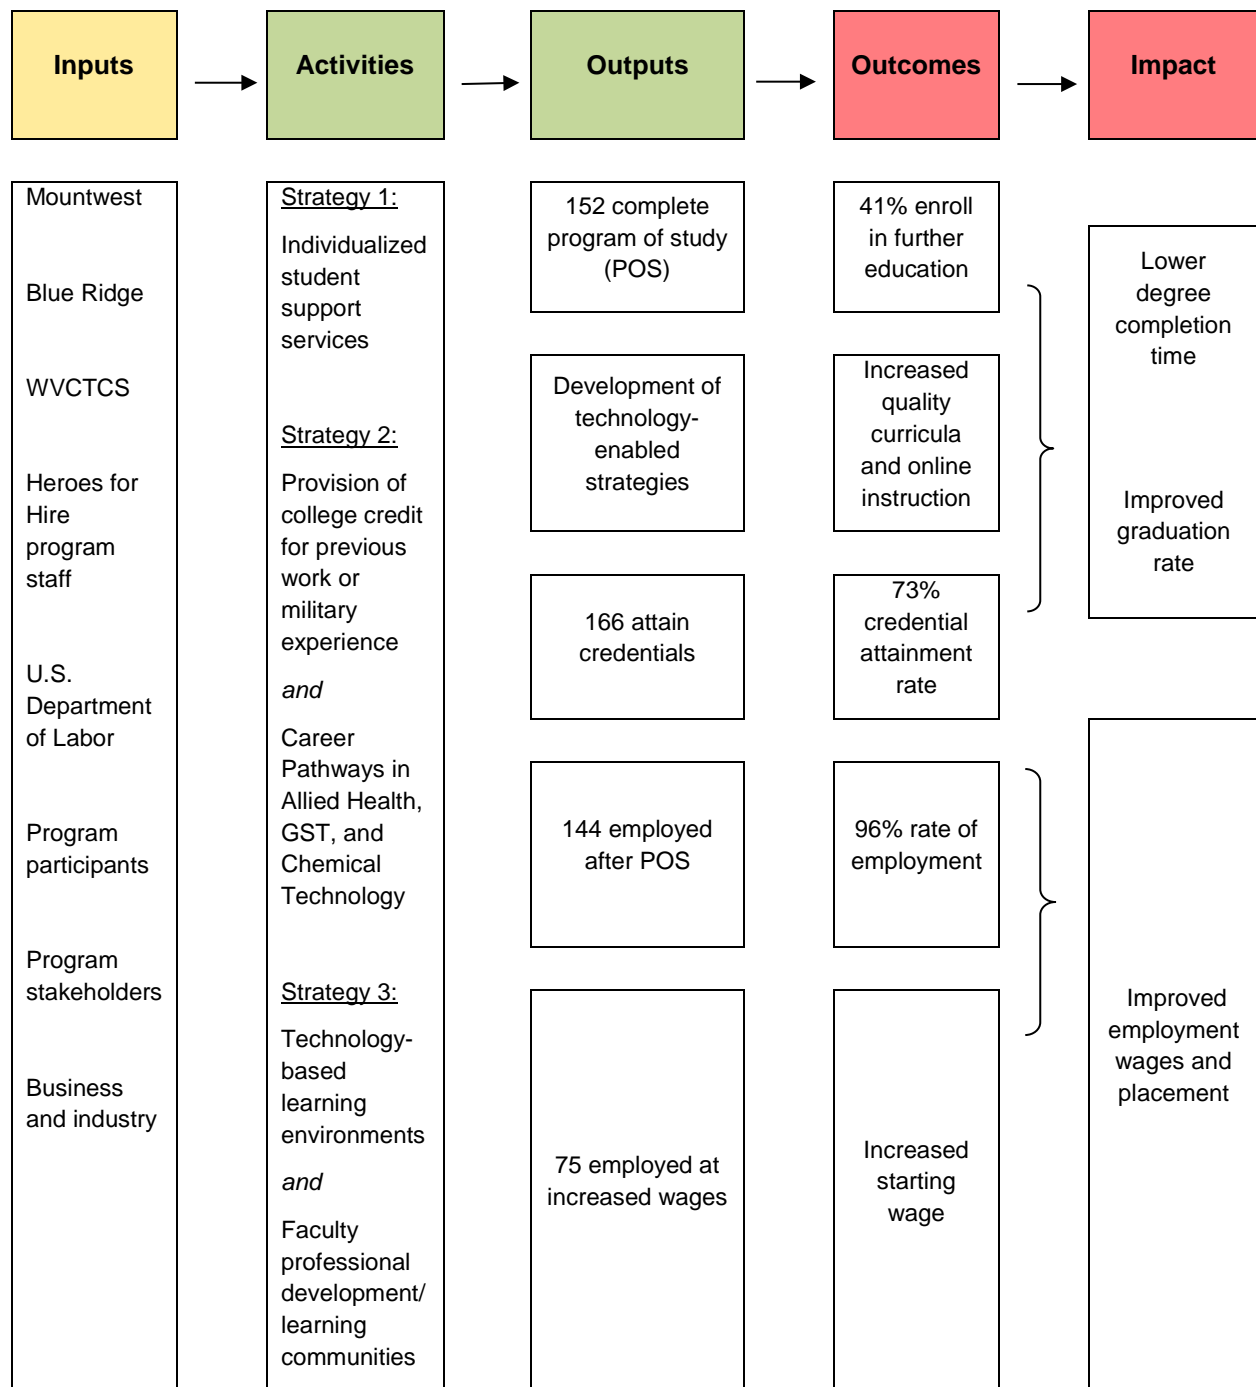 Inputs
Activities
Outputs
Outcomes
Impact
Mountwest
Blue Ridge
WVCTCS
Heroes for
Hire
program
staff
U.S.
Department
of Labor
Program
participants
Program
stakeholders
Business
and industry
Strategy 1:
Individualized
student
support
services
Strategy 2:
Provision of
college credit
for previous
work or
military
experience
and
Career
Pathways in
Allied Health,
GST, and
Chemical
Technology
Strategy 3:
Technology-
based
learning
environments
and
Faculty
professional
development/
learning
communities
152 complete
program of study
(POS)
Development of
technology-
enabled
strategies
166 attain
credentials
144 employed
after POS
75 employed at
increased wages
41% enroll
in further
education
Increased
quality
curricula
and online
instruction
73%
credential
attainment
rate
96% rate of
employment
Increased
starting
wage
Lower
degree
completion
time
Improved
graduation
rate
Improved
employment
wages and
placement